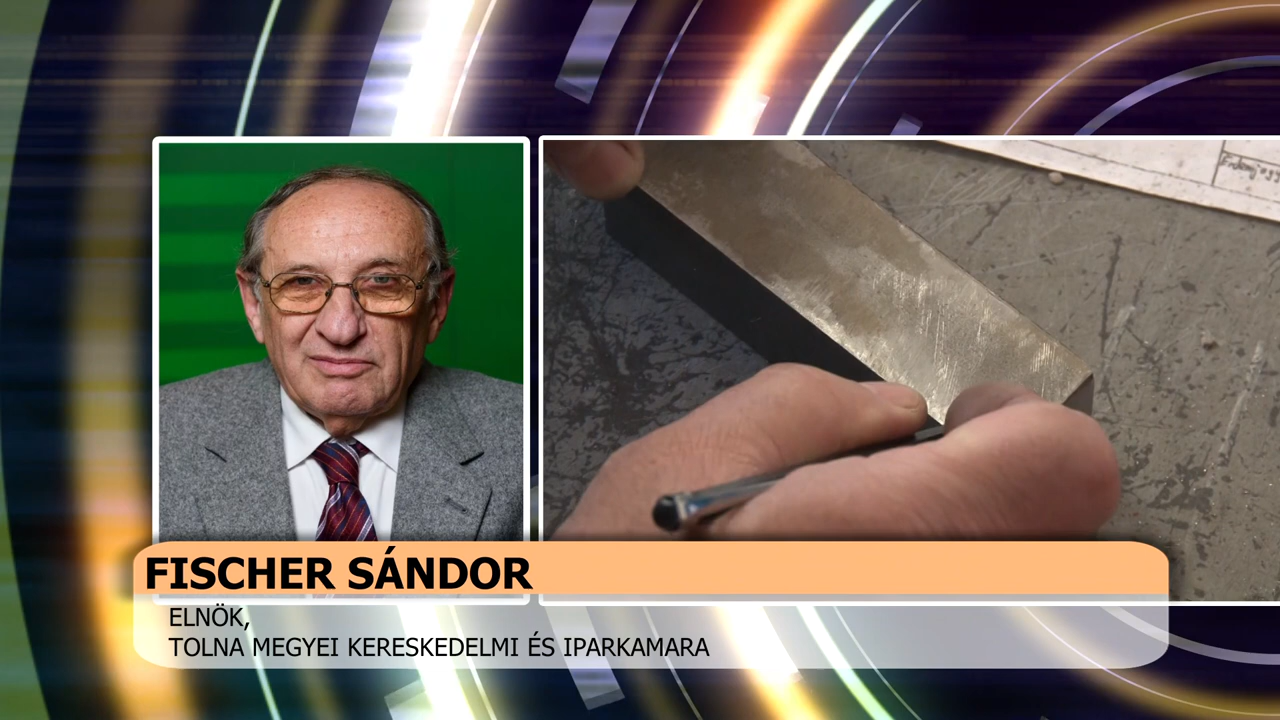 FISCHER SÁNDOR
ELNÖK,
TOLNA MEGYEI KERESKEDELMI ÉS IPARKAMARA